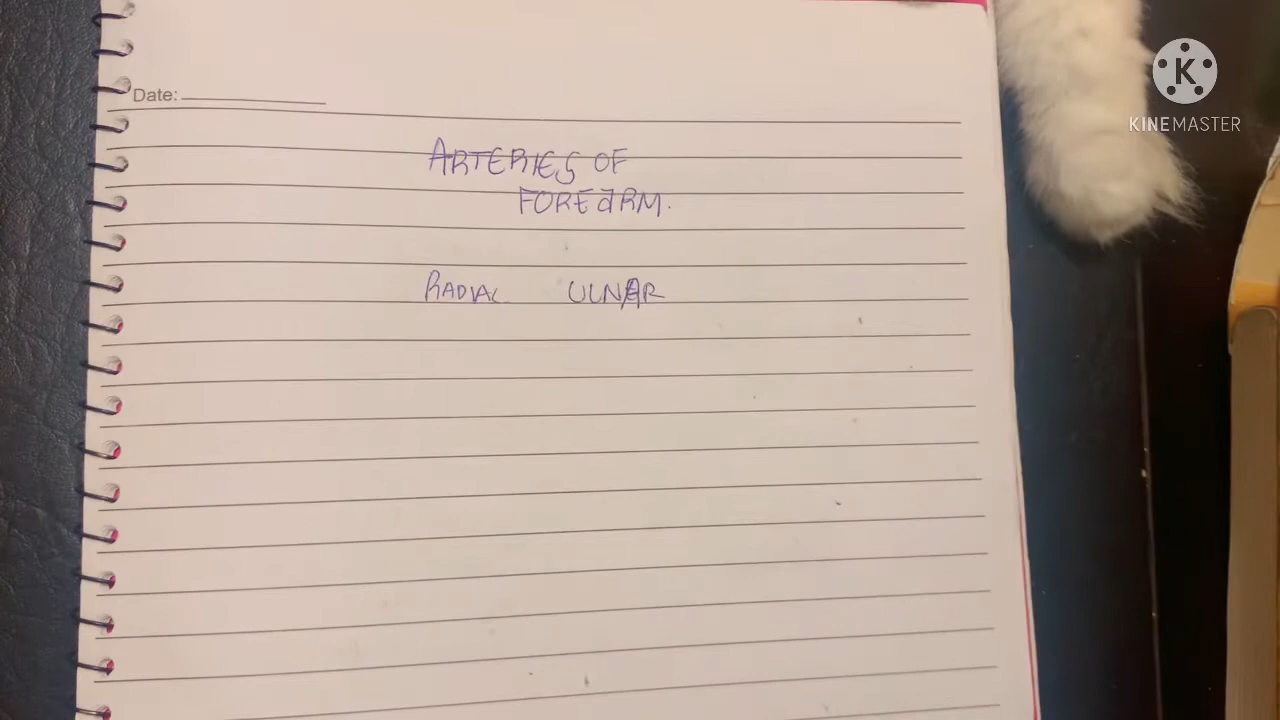 Date:
ARTERIES OF
FOREARM.
RADIAL ULNAR
K
KINEMASTER